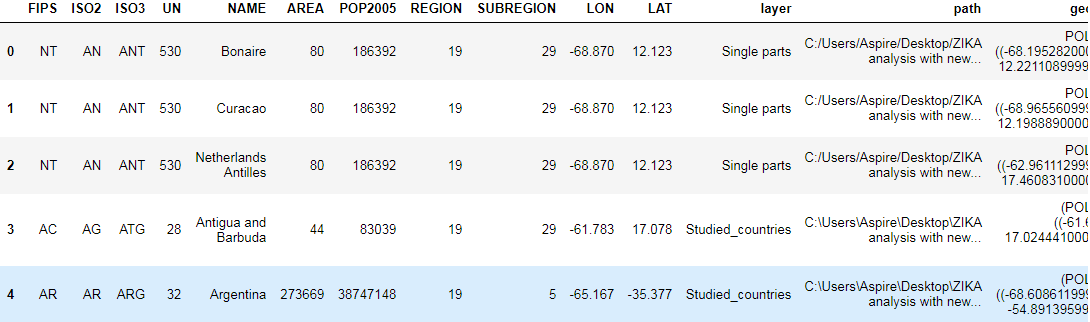 FIPS ISO2 ISO3 UN NAME AREA POP2005 REGION SUBREGION LON LAT layer path
0 NT AN ANT 530 Bonaire 80 186392 19 29 -68.870 12.123 Single parts C:/Users/Aspire/Desktop/ZIKA analysis with new... ((-68.195282000 12.2211089999
1 NT AN ANT 530 Curacao 80 186392 19 29 -68.870 12.123 Single parts C:/Users/Aspire/Desktop/ZIKA analysis with new... ((-68.965560999 12.1988890000
2 NT AN ANT 530 Netherlands Antilles 80 186392 19 29 -68.870 12.123 Single parts C:/Users/Aspire/Desktop/ZIKA analysis with new... ((-62.961112999 17.4608310000
3 AC AG ATG 28 Antigua and Barbuda 44 83039 19 29 -61.783 17.078 Studied_countries C:\Users\Aspire\Desktop\ZIKA analysis with new... (POL ((-61.6 17.024441000
4 AR AR ARG 32 Argentina 273669 38747148 19 5 -65.167 -35.377 Studied_countries C:\Users\Aspire\Desktop\ZIKA analysis with new... (POL ((-68.608611999 -54.89139599